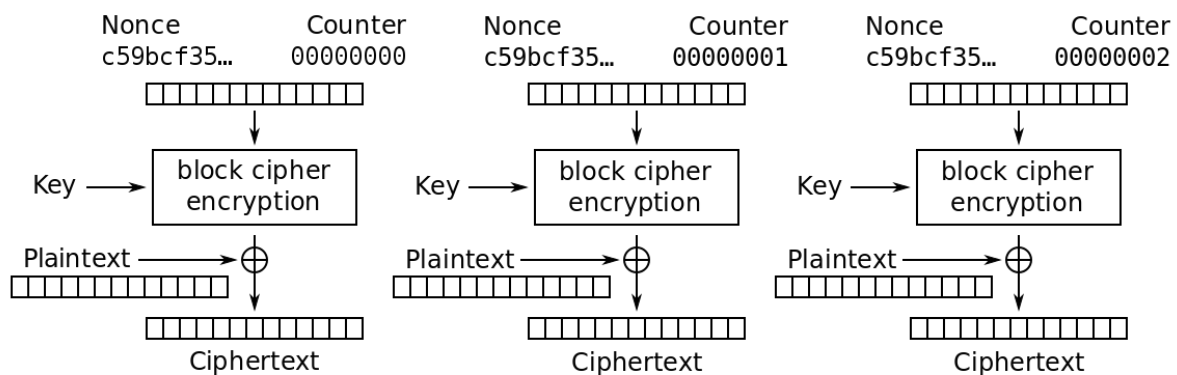 Nonce Counter Nonce Counter Nonce Counter
c59bcf35… 00000000 c59bcf35… 00000001 c59bcf35… 00000002
block cipher block cipher block cipher
Key Key Key
encryption encryption encryption
Plaintext Plaintext Plaintext
Ciphertext Ciphertext Ciphertext